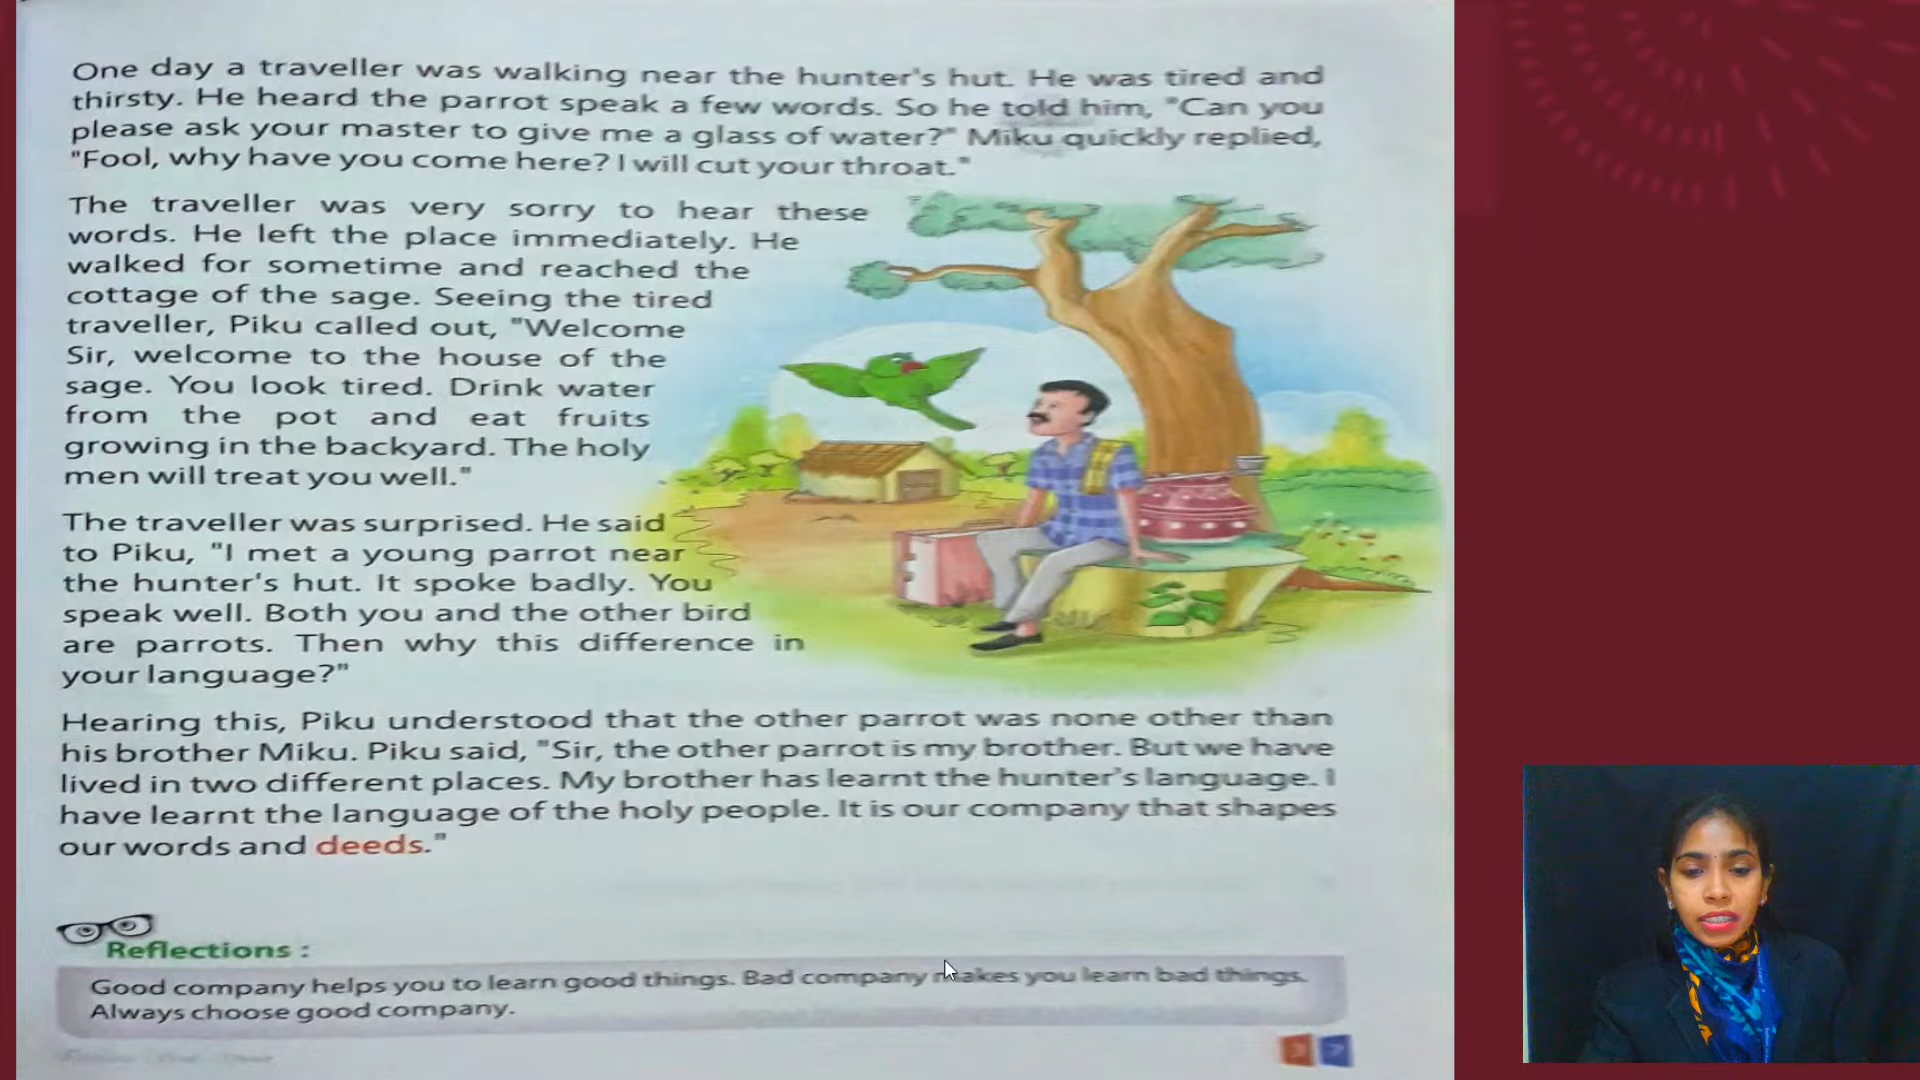 One day a traveller was walking near the hunter's hut. He was tired and
thirsty. He heard the parrot speak a few words. So he told him, "Can you
please ask your master to give me a glass of water?" Miku quickly replied,
"Fool, why have you come here? I will cut your throat."
The traveller was very sorry to hear these
words. He left the place immediately. He
walked for sometime and reached the
cottage of the sage. Seeing the tired
traveller, Piku called out, "Welcome
Sir, welcome to the house of the
sage. You look tired. Drink water
from the pot and eat fruits
growing in the backyard. The holy
men will treat you well."
The traveller was surprised. He said
to Piku, "I met a young parrot near
the hunter's hut. It spoke badly. You
speak well. Both you and the other bird
are parrots. Then why this difference in
your language?"
Hearing this, Piku understood that the other parrot was none other than
his brother Miku. Piku said, "Sir, the other parrot is my brother. But we have
lived in two different places. My brother has learnt the hunter's language. I
have learnt the language of the holy people. It is our company that shapes
our words and deeds."
Reflections :
Good company helps you to learn good things. Bad company makes you learn bad things.
Always choose good company.